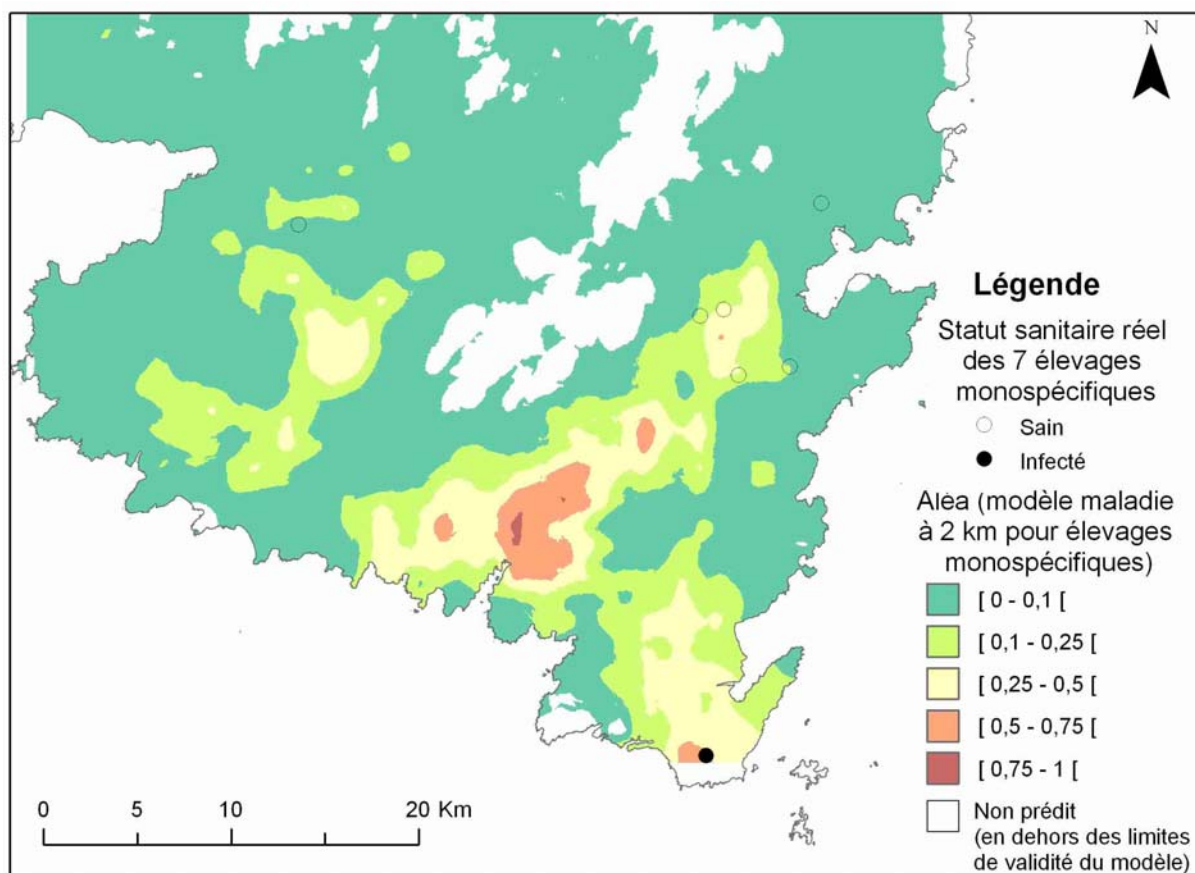 N
Légende
Statut sanitaire réel
des 7 élevages
monospécifiques
Sain
Infecté
Aléa (modèle maladie
à 2 km pour élevages
monospécifiques)
[ 0 - 0,1 [
[ 0,1 - 0,25 [
[ 0,25 - 0,5 [
[ 0,5 - 0,75 [
[ 0,75 - 1 [
Non prédit
(en dehors des limites
de validité du modèle)
0 5 10 20 Km